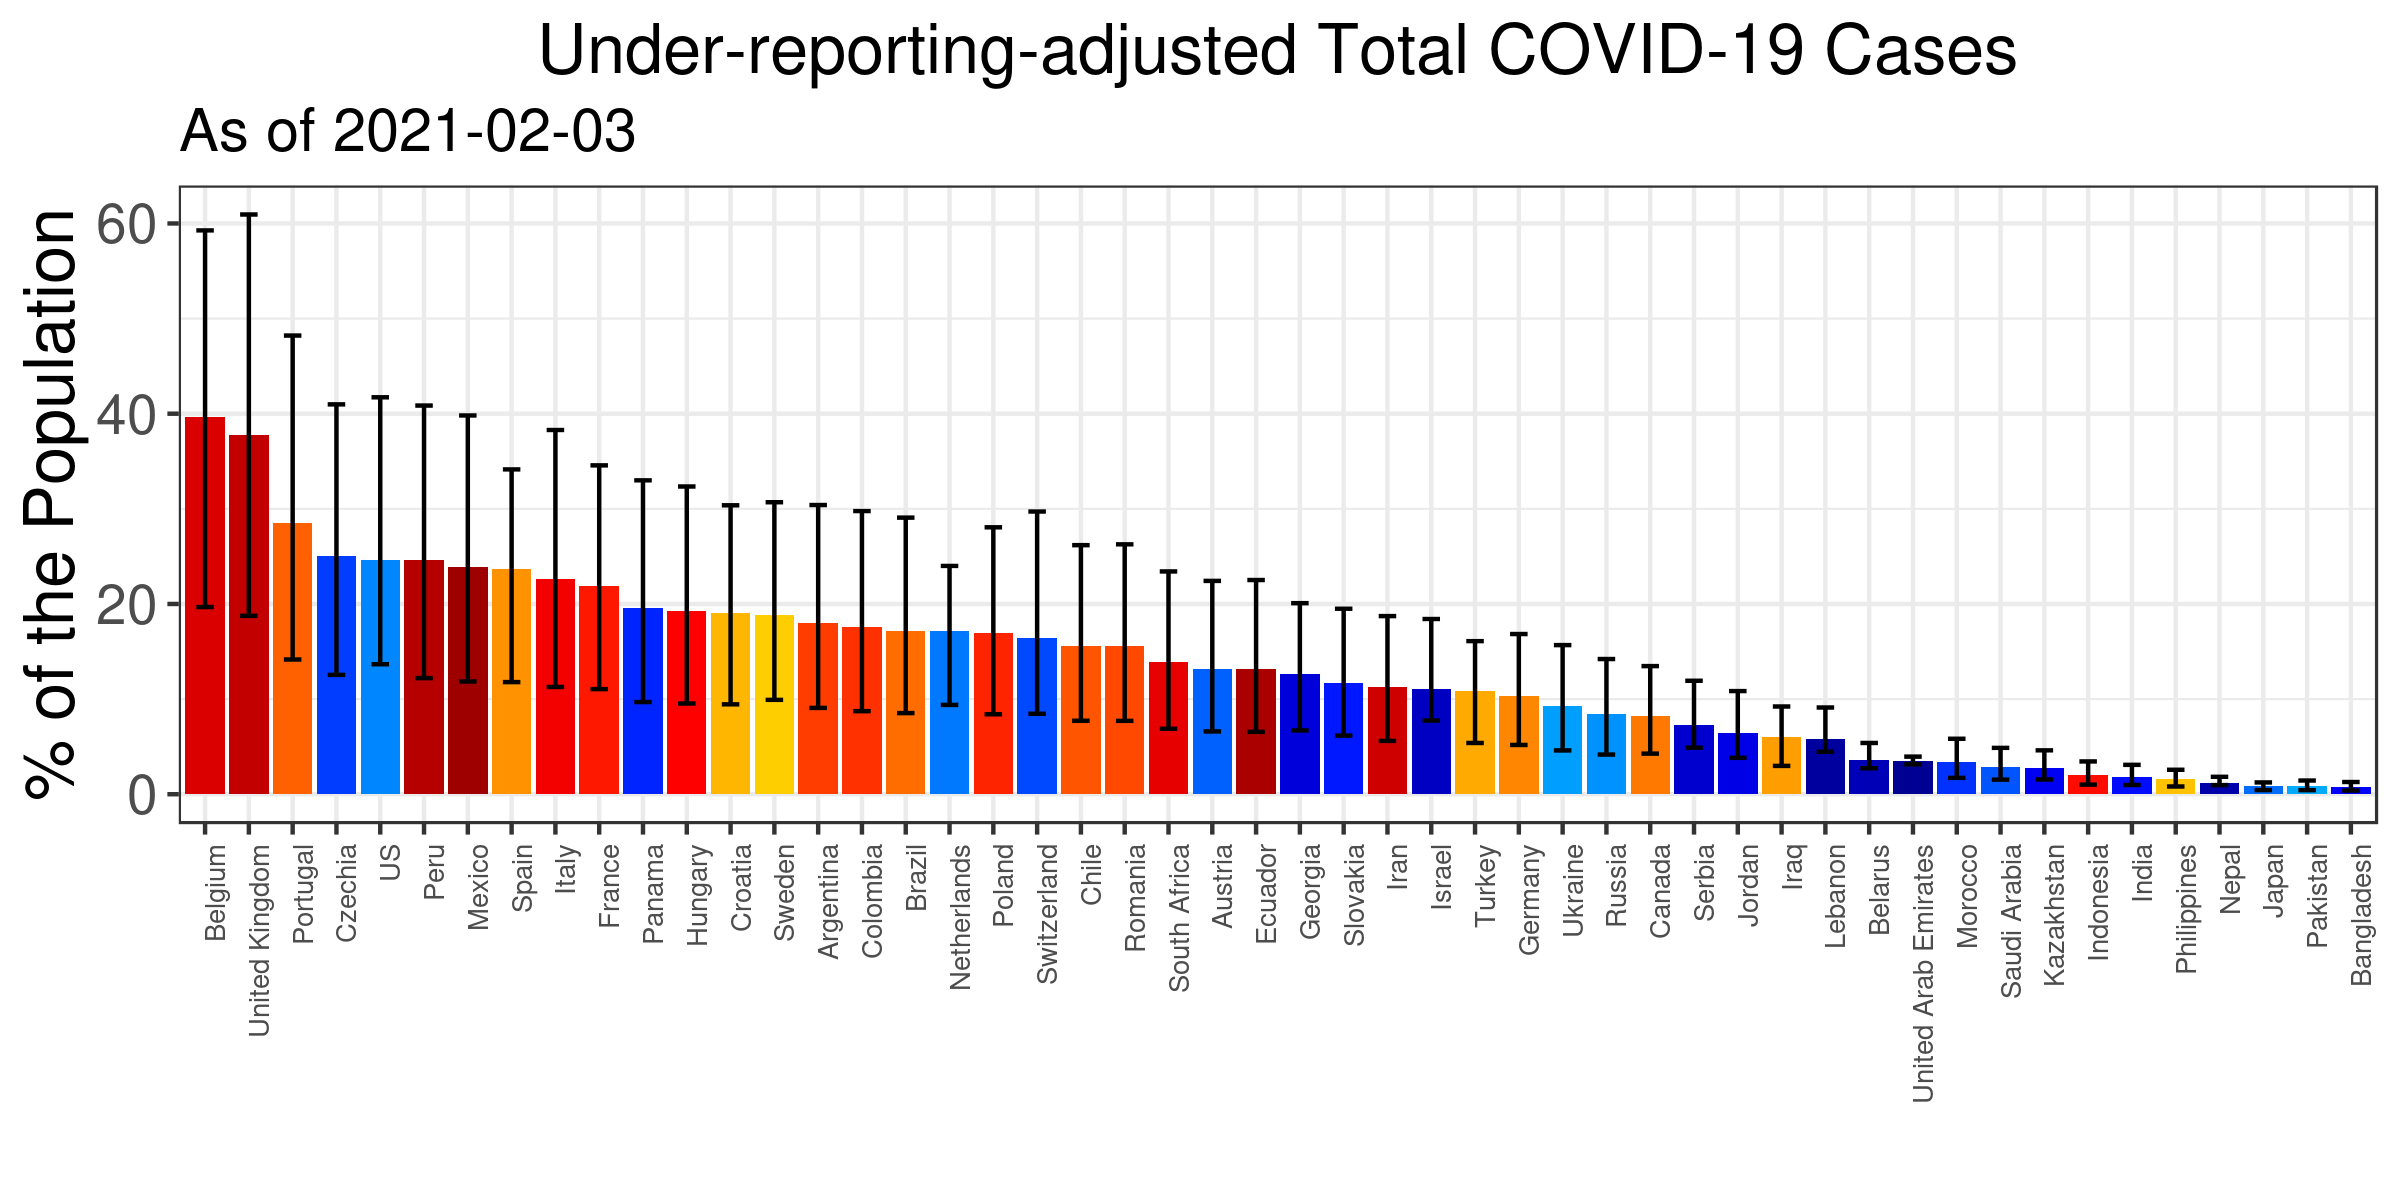 Under-reporting-adjusted Total COVID-19 Cases
As of 2021-02-03
% of the Population
60
40
20
0
Belgium
United Kingdom
Portugal
Czechia
US
Peru
Mexico
Spain
Italy
France
Panama
Hungary
Croatia
Sweden
Argentina
Colombia
Brazil
Netherlands
Poland
Switzerland
Chile
Romania
South Africa
Austria
Ecuador
Georgia
Slovakia
Iran
Israel
Turkey
Germany
Ukraine
Russia
Canada
Serbia
Jordan
Iraq
Lebanon
Belarus
United Arab Emirates
Morocco
Saudi Arabia
Kazakhstan
Indonesia
India
Philippines
Nepal
Japan
Pakistan
Bangladesh